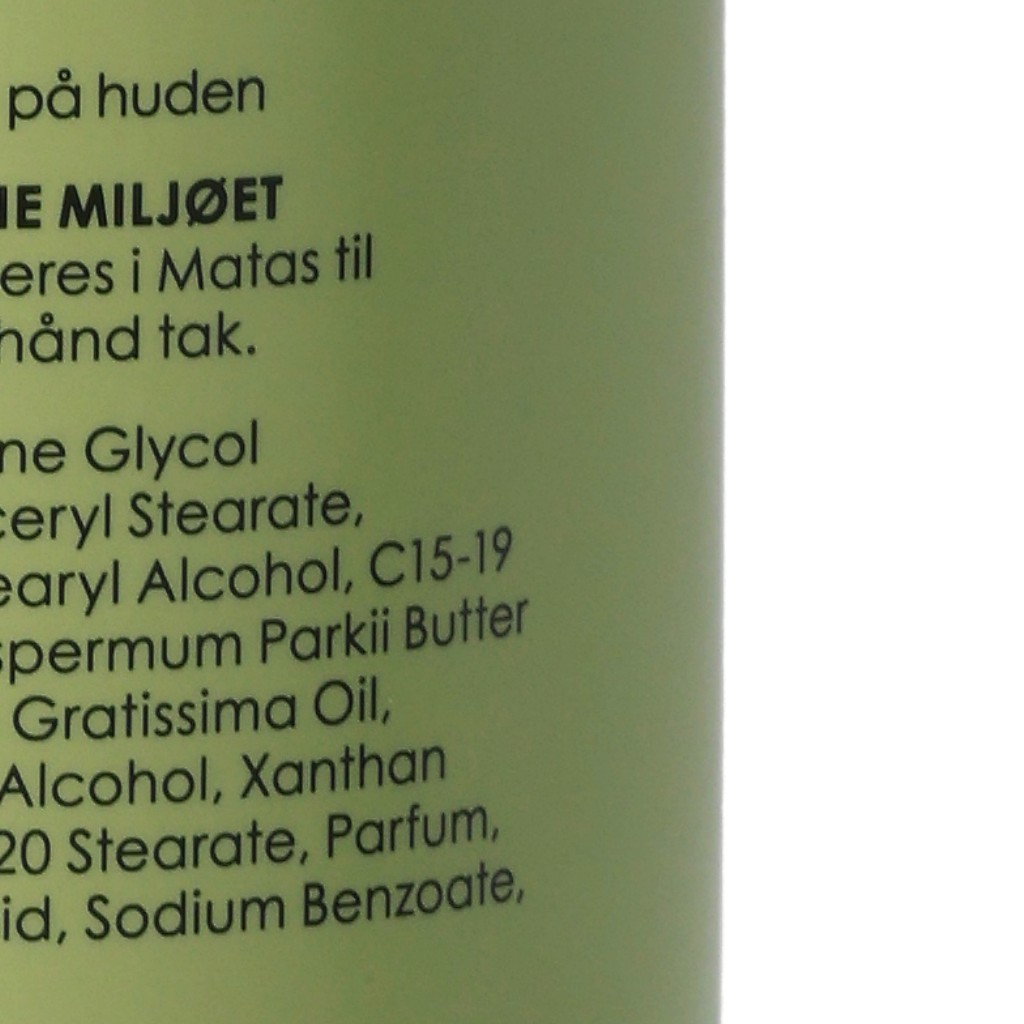 på huden
NE MILJØET
eres i Matas til
hånd tak.
ne Glycol
ceryl Stearate,
earyl Alcohol, C15-19
spermum Parkii Butter
Gratissima Oil,
Alcohol, Xanthan
20 Stearate, Parfum,
id, Sodium Benzoate,